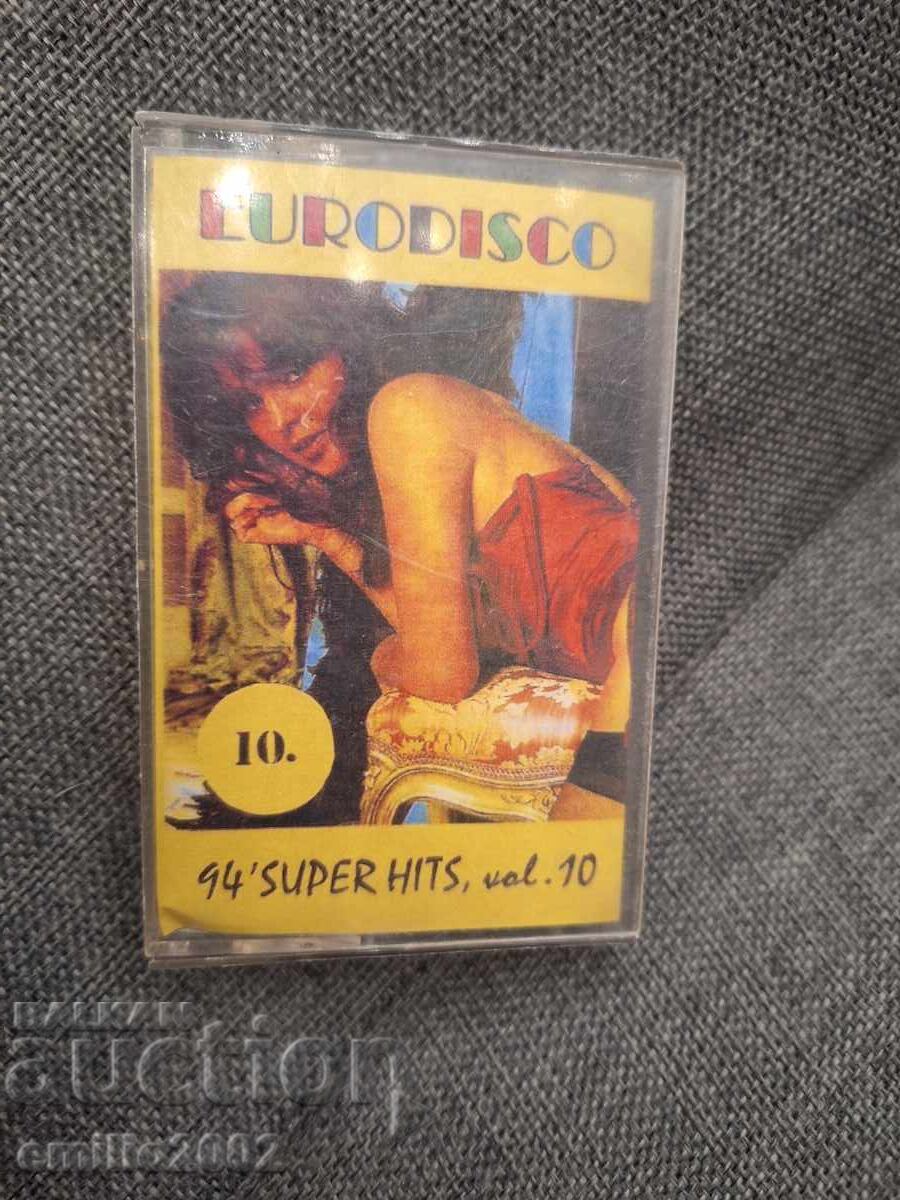 EURODISCO
10.
94'SUPER HITS, vol.10
BALKAN
auction
emilio2002